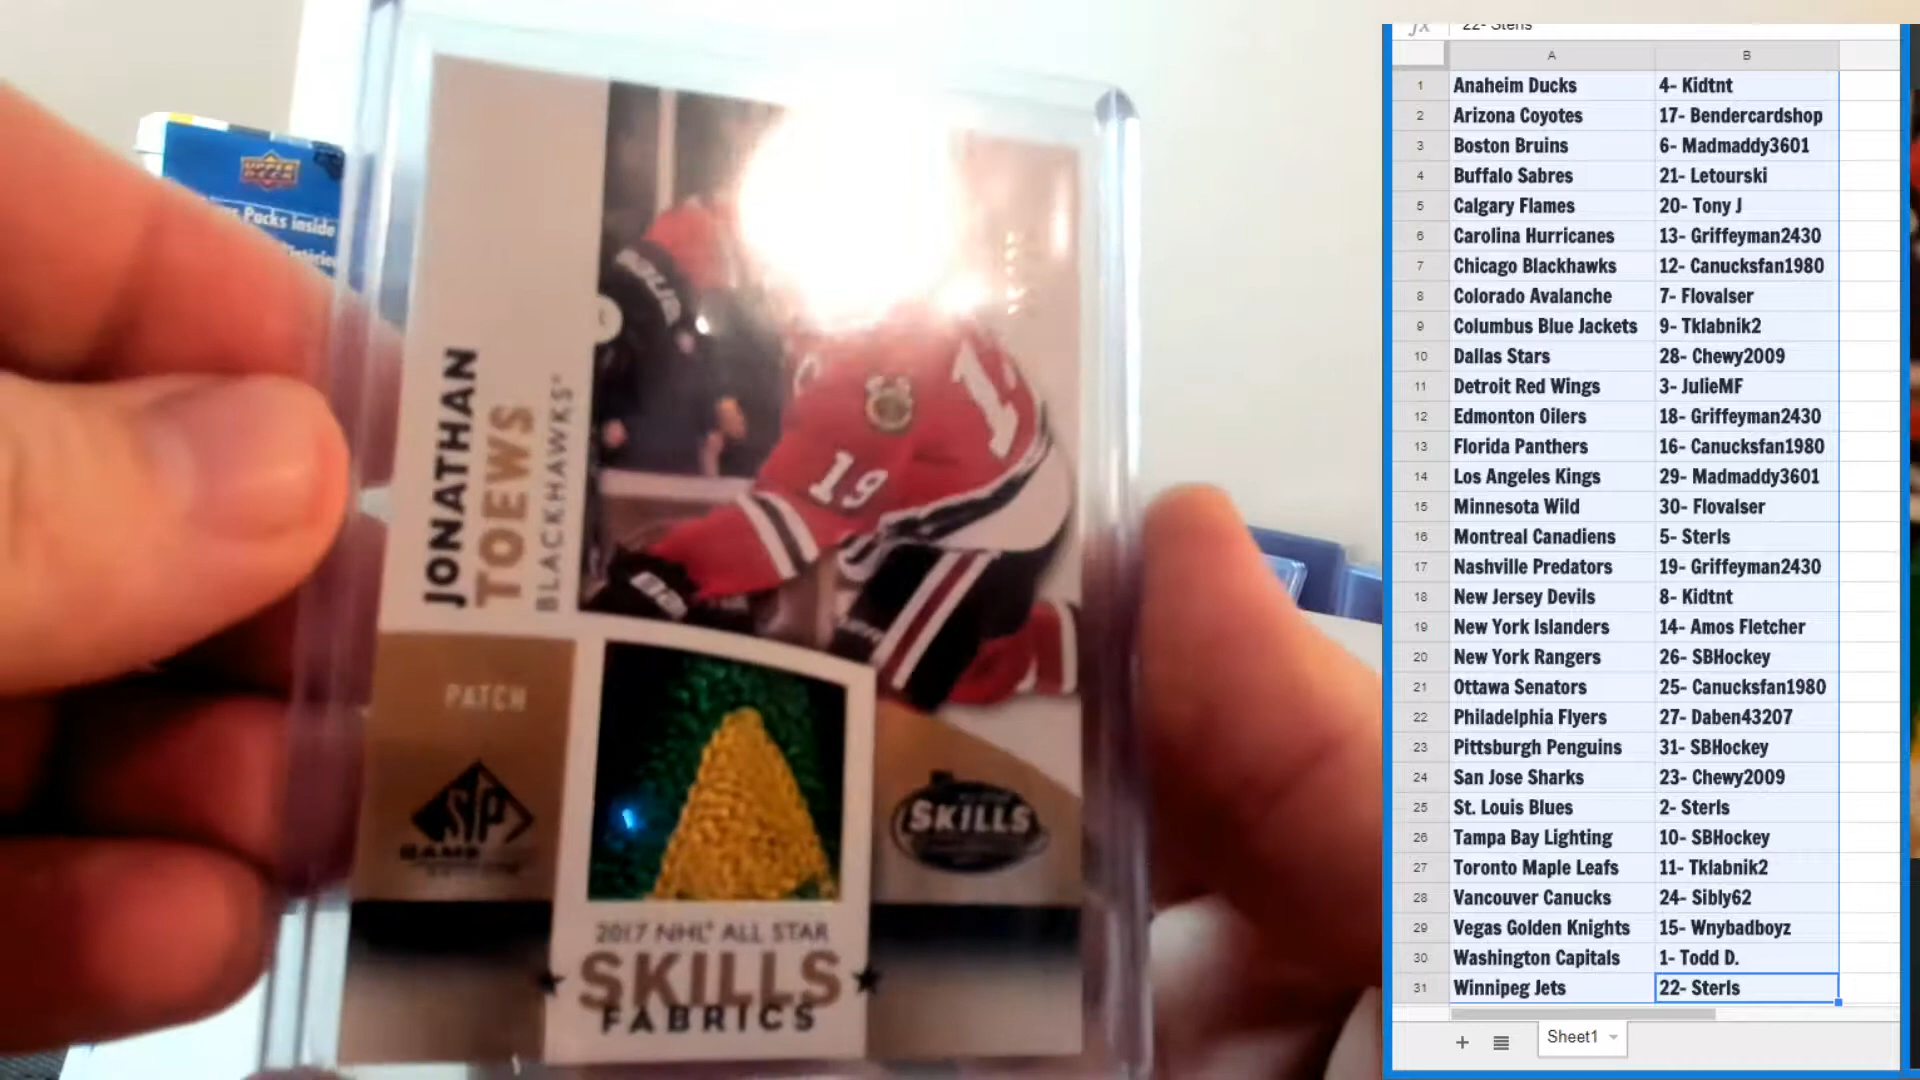 UPPER DECK
Packs inside
JONATHAN
TOEWS
BLACKHAWKS
BAUER
19
PATCH
SP
GAME
SKILLS
2017 NHL ALL STAR
SKILLS
FABRICS
22- Sterls
A B
1 Anaheim Ducks 4- Kidtnt
2 Arizona Coyotes 17- Bendercardshop
3 Boston Bruins 6- Madmaddy3601
4 Buffalo Sabres 21- Letourski
5 Calgary Flames 20- Tony J
6 Carolina Hurricanes 13- Griffeyman2430
7 Chicago Blackhawks 12- Canucksfan1980
8 Colorado Avalanche 7- Flovalser
9 Columbus Blue Jackets 9- Tklabnik2
10 Dallas Stars 28- Chewy2009
11 Detroit Red Wings 3- JulieMF
12 Edmonton Oilers 18- Griffeyman2430
13 Florida Panthers 16- Canucksfan1980
14 Los Angeles Kings 29- Madmaddy3601
15 Minnesota Wild 30- Flovalser
16 Montreal Canadiens 5- Sterls
17 Nashville Predators 19- Griffeyman2430
18 New Jersey Devils 8- Kidtnt
19 New York Islanders 14- Amos Fletcher
20 New York Rangers 26- SBHockey
21 Ottawa Senators 25- Canucksfan1980
22 Philadelphia Flyers 27- Daben43207
23 Pittsburgh Penguins 31- SBHockey
24 San Jose Sharks 23- Chewy2009
25 St. Louis Blues 2- Sterls
26 Tampa Bay Lighting 10- SBHockey
27 Toronto Maple Leafs 11- Tklabnik2
28 Vancouver Canucks 24- Sibly62
29 Vegas Golden Knights 15- Wnybadboyz
30 Washington Capitals 1- Todd D.
31 Winnipeg Jets 22- Sterls
Sheet1